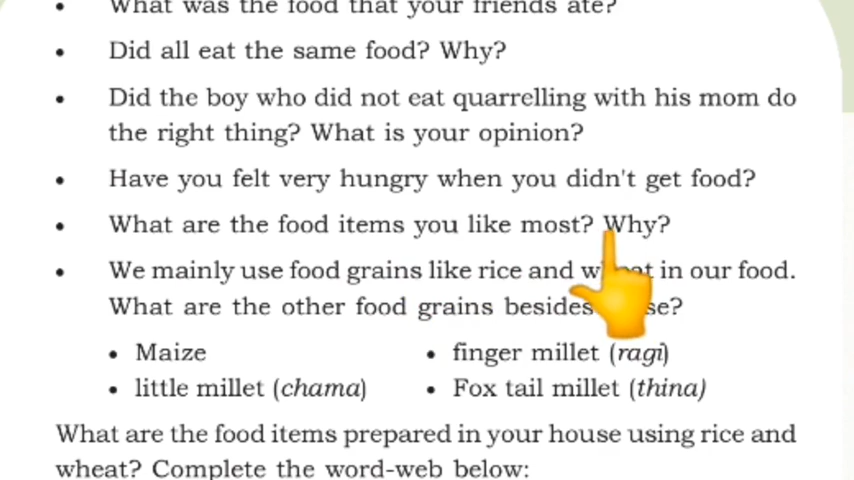 • What was the food that your friends ate?
• Did all eat the same food? Why?
• Did the boy who did not eat quarrelling with his mom do
the right thing? What is your opinion?
• Have you felt very hungry when you didn't get food?
• What are the food items you like most? Why?
• We mainly use food grains like rice and wheat in our food.
What are the other food grains besides
• Maize • finger millet (ragi)
• little millet (chama) • Fox tail millet (thina)
What are the food items prepared in your house using rice and
wheat? Complete the word-web below: